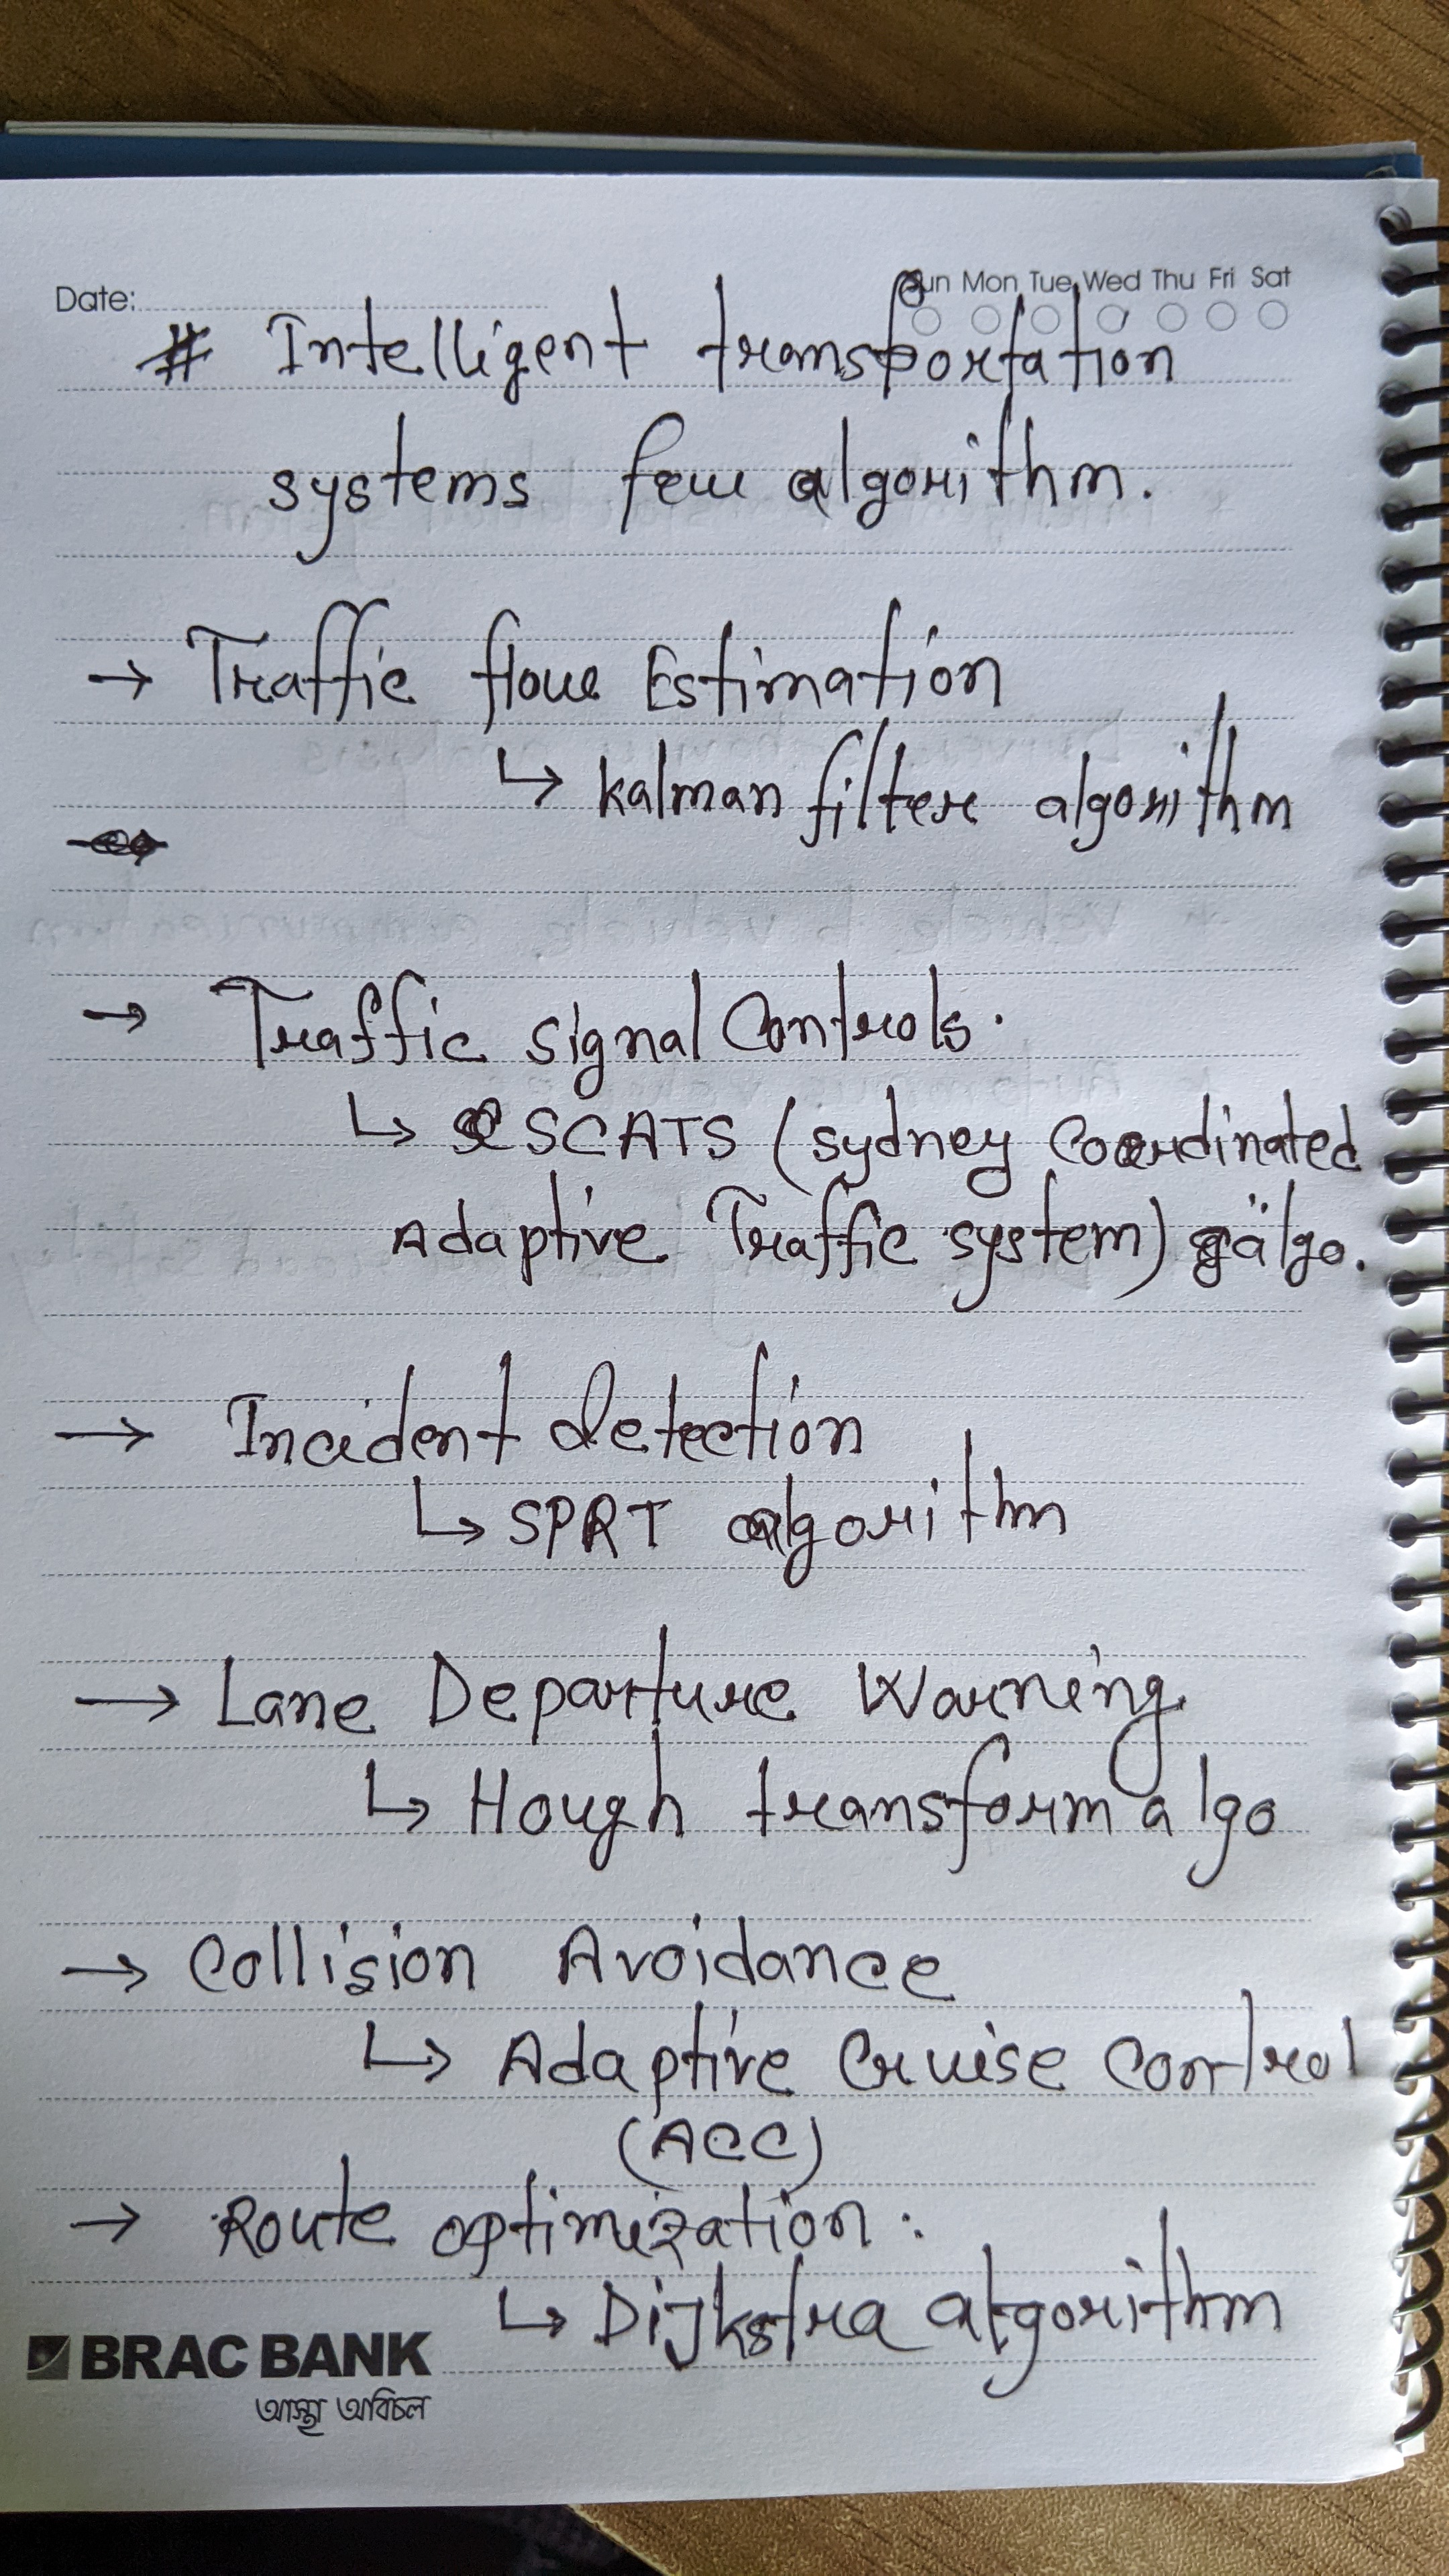 Date:
Sun Mon Tue Wed Thu Fri Sat
# Intelligent transportation
systems few algorithm.
→ Traffic flow Estimation
↳ kalman filter algorithm
→ Traffic signal Controls.
↳ SCATS (sydney Coordinated
Adaptive Traffic system) algo.
→ Incident detection
↳ SPRT algorithm
→ Lane Departure Warning
↳ Hough transform algo
→ Collision Avoidance
↳ Adaptive Cruise Control
(ACC)
→ Route optimization:
↳ Dijkstra algorithm
BRAC BANK
আস্থা অবিচল